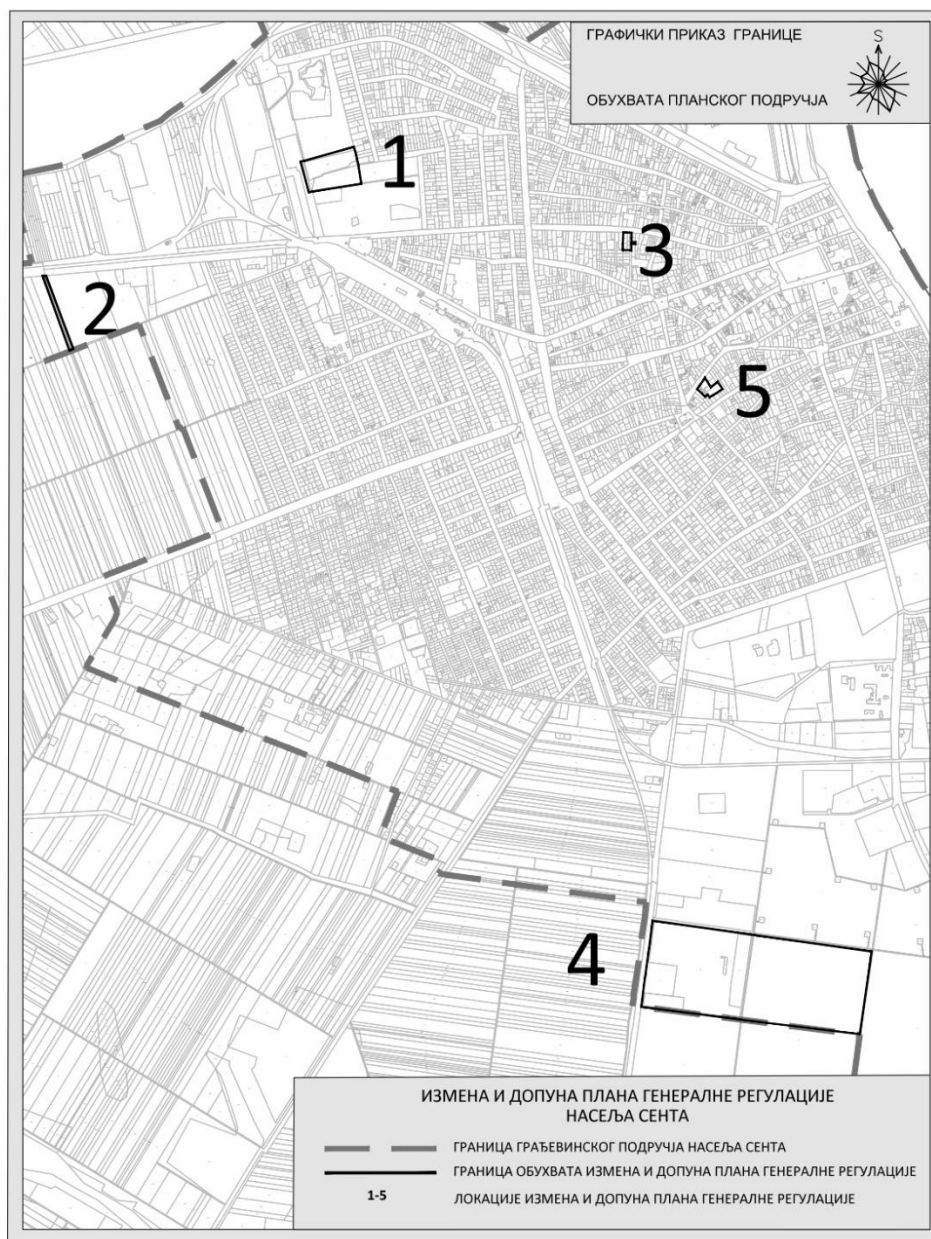 ГРАФИЧКИ ПРИКАЗ ГРАНИЦЕ
ОБУХВАТА ПЛАНСКОГ ПОДРУЧЈА
S
1
3
2
5
4
ИЗМЕНА И ДОПУНА ПЛАНА ГЕНЕРАЛНЕ РЕГУЛАЦИЈЕ
НАСЕЉА СЕНТА
ГРАНИЦА ГРАЂЕВИНСКОГ ПОДРУЧЈА НАСЕЉА СЕНТА
ГРАНИЦА ОБУХВАТА ИЗМЕНА И ДОПУНА ПЛАНА ГЕНЕРАЛНЕ РЕГУЛАЦИЈЕ
1-5 ЛОКАЦИЈЕ ИЗМЕНА И ДОПУНА ПЛАНА ГЕНЕРАЛНЕ РЕГУЛАЦИЈЕ